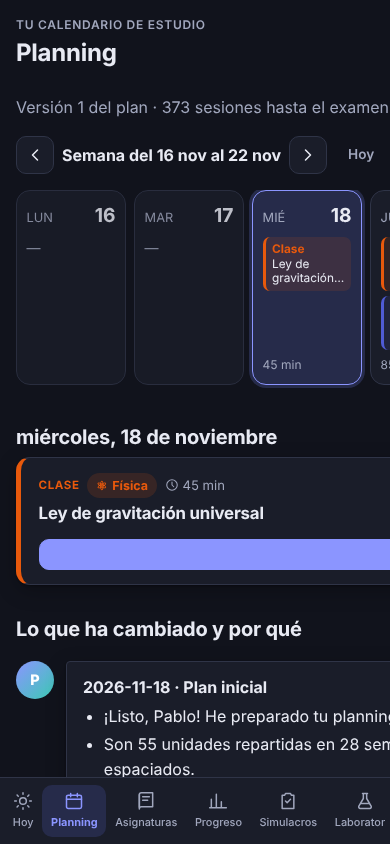 TU CALENDARIO DE ESTUDIO
Planning
Versión 1 del plan · 373 sesiones hasta el examen
Semana del 16 nov al 22 nov
Hoy
LUN 16
—
MAR 17
—
MIÉ 18
Clase
Ley de
gravitación...
45 min
miércoles, 18 de noviembre
CLASE Física 45 min
Ley de gravitación universal
Lo que ha cambiado y por qué
P
2026-11-18 · Plan inicial
• ¡Listo, Pablo! He preparado tu planning
• Son 55 unidades repartidas en 28 sem
espaciados.
Hoy
Planning
Asignaturas
Progreso
Simulacros
Laborator